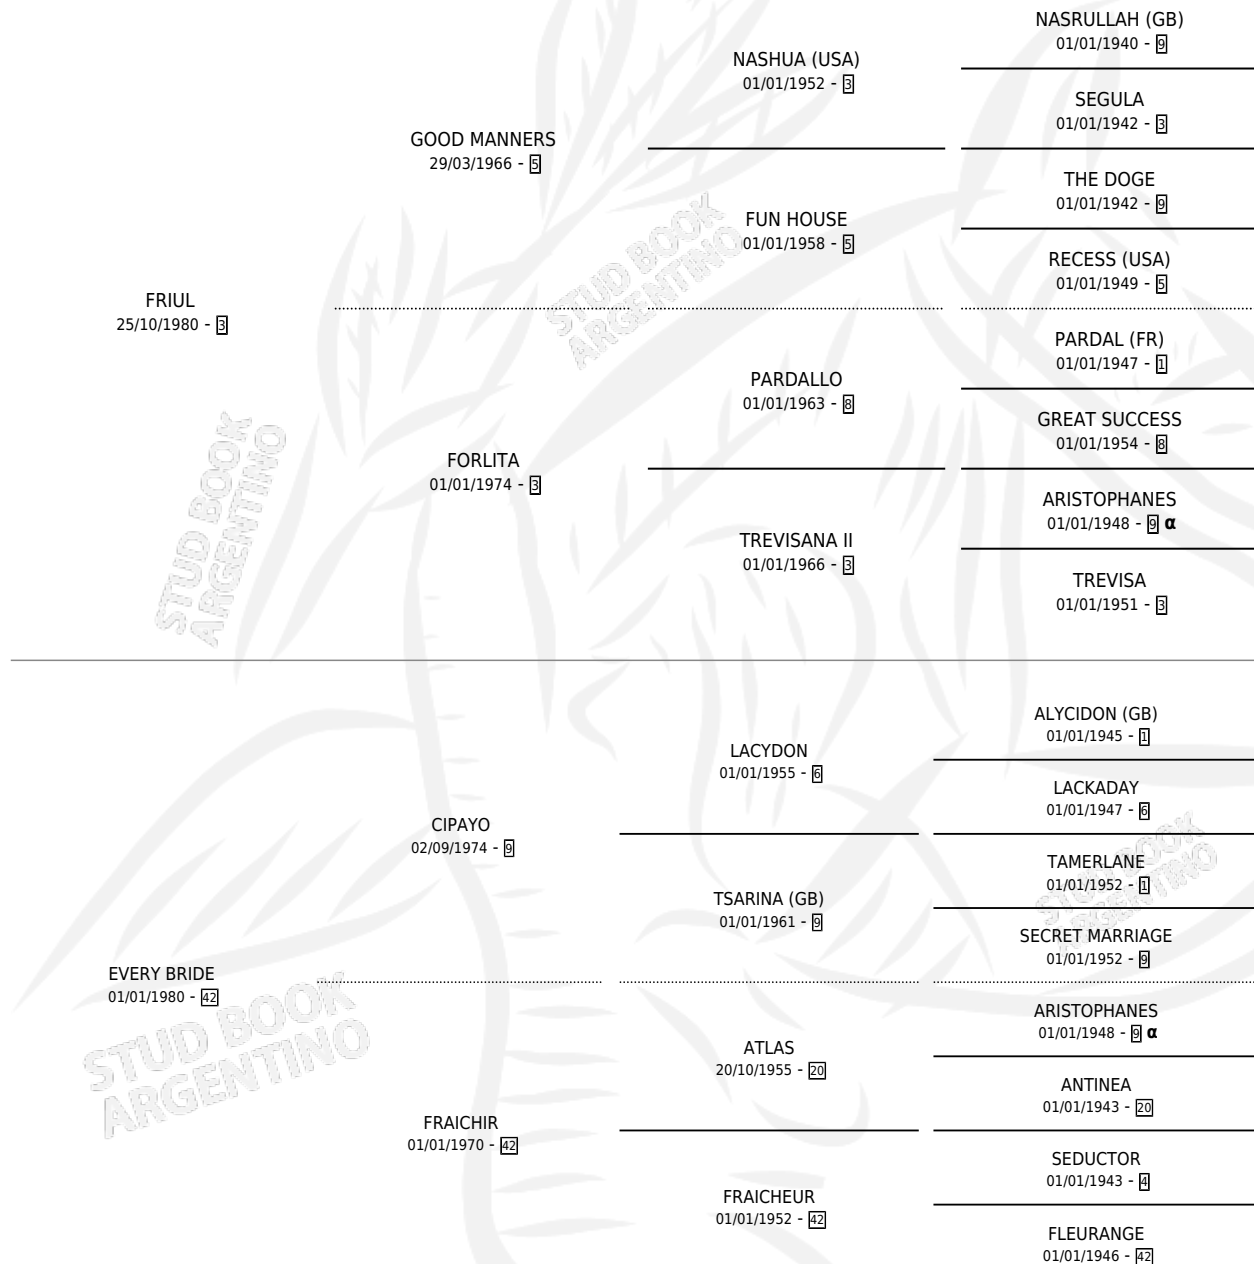 FRIUL
25/10/1980 - 3
GOOD MANNERS
29/03/1966 - 5
NASHUA (USA)
01/01/1952 - 3
NASRULLAH (GB)
01/01/1940 - 9
SEGULA
01/01/1942 - 3
FUN HOUSE
01/01/1958 - 5
THE DOGE
01/01/1942 - 9
RECESS (USA)
01/01/1949 - 5
FORLITA
01/01/1974 - 3
PARDALLO
01/01/1963 - 8
PARDAL (FR)
01/01/1947 - 1
GREAT SUCCESS
01/01/1954 - 8
TREVISANA II
01/01/1966 - 3
ARISTOPHANES
01/01/1948 - 9 α
TREVISA
01/01/1951 - 3
EVERY BRIDE
01/01/1980 - 42
CIPAYO
02/09/1974 - 9
LACYDON
01/01/1955 - 6
ALYCIDON (GB)
01/01/1945 - 1
LACKADAY
01/01/1947 - 6
TSARINA (GB)
01/01/1961 - 9
TAMERLANE
01/01/1952 - 1
SECRET MARRIAGE
01/01/1952 - 9
FRAICHIR
01/01/1970 - 42
ATLAS
20/10/1955 - 20
ARISTOPHANES
01/01/1948 - 9 α
ANTINEA
01/01/1943 - 20
FRAICHEUR
01/01/1952 - 42
SEDUCTOR
01/01/1943 - 4
FLEURANGE
01/01/1946 - 42
STUD BOOK
ARGENTINO
STUD BOOK
ARGENTINO
STUD BOOK
ARGENTINO
STUD BOOK
ARGENTINO